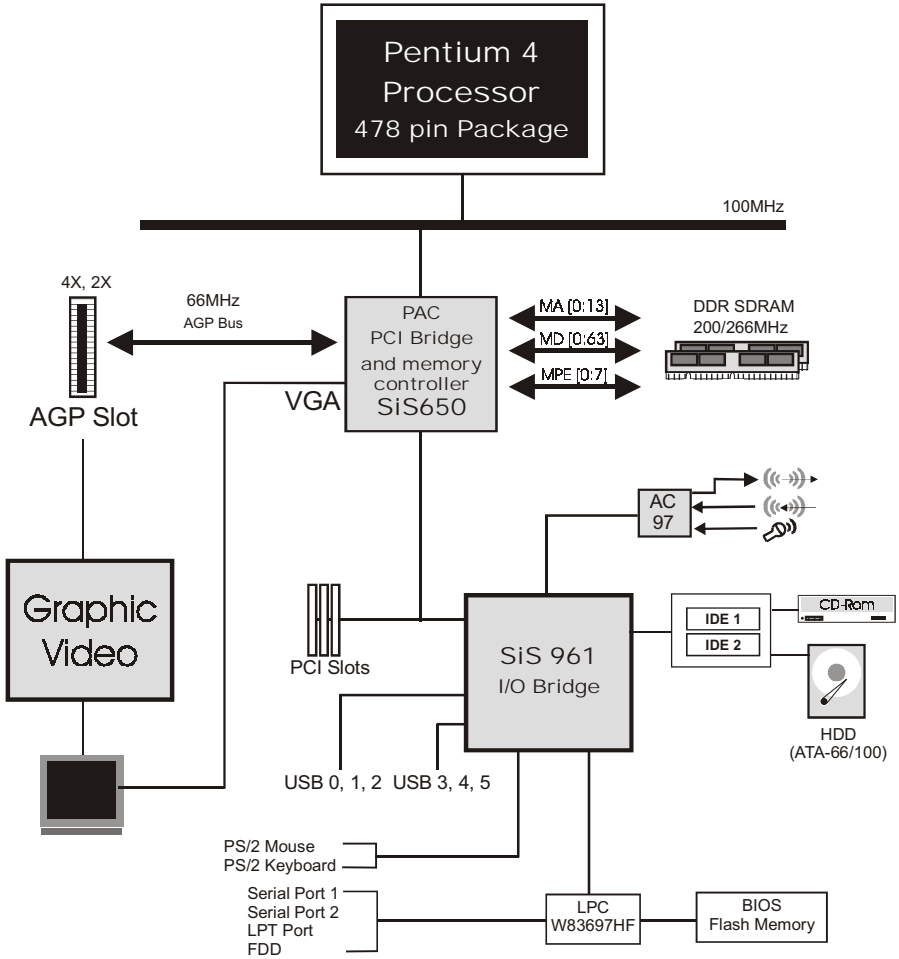 Pentium 4
Processor
478 pin Package
100MHz
4X, 2X
66MHz
AGP Bus
AGP Slot
PAC
PCI Bridge
and memory
controller
SiS650
VGA
MA [0:13]
MD [0:63]
MPE [0:7]
DDR SDRAM
200/266MHz
AC
97
Graphic
Video
PCI Slots
SiS 961
I/O Bridge
IDE 1
IDE 2
CD-Rom
HDD
(ATA-66/100)
USB 0, 1, 2
USB 3, 4, 5
PS/2 Mouse
PS/2 Keyboard
Serial Port 1
Serial Port 2
LPT Port
FDD
LPC
W83697HF
BIOS
Flash Memory